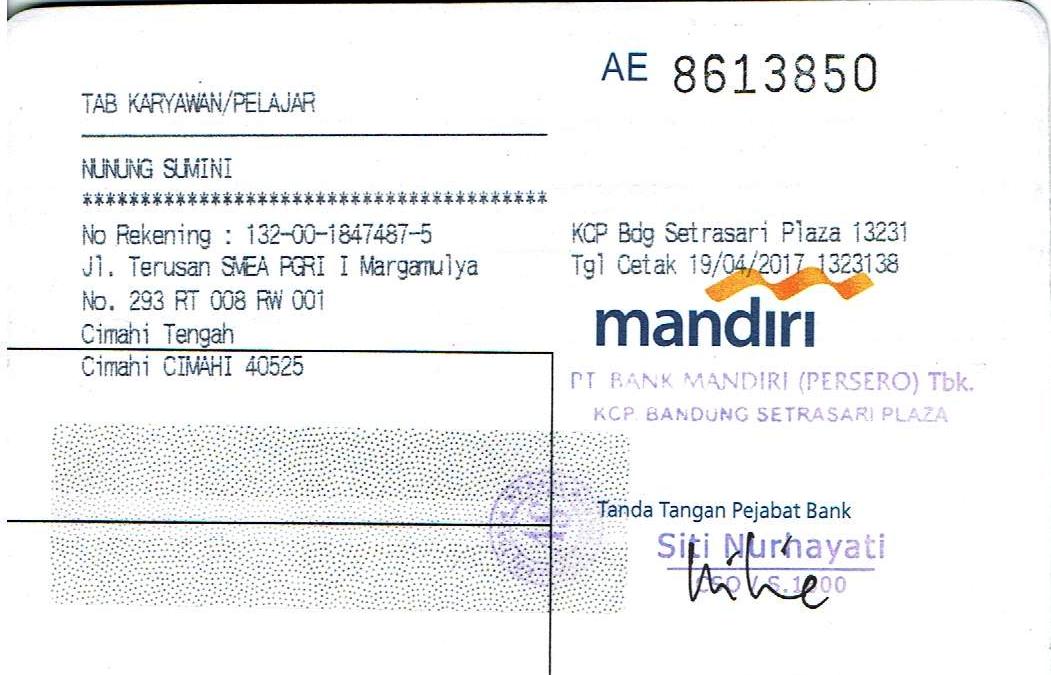 AE 8613850
TAB KARYAWAN/PELAJAR
NUNUNG SUMINI
****************************************
No Rekening : 132-00-1847487-5
Jl. Terusan SMEA PGRI I Margamulya
No. 293 RT 008 RW 001
Cimahi Tengah
Cimahi CIMAHI 40525
KCP Bdg Setrasari Plaza 13231
Tgl Cetak 19/04/2017 1323138
mandiri
PT BANK MANDIRI (PERSERO) Tbk.
KCP. BANDUNG SETRASARI PLAZA
Tanda Tangan Pejabat Bank
Siti Nurhayati